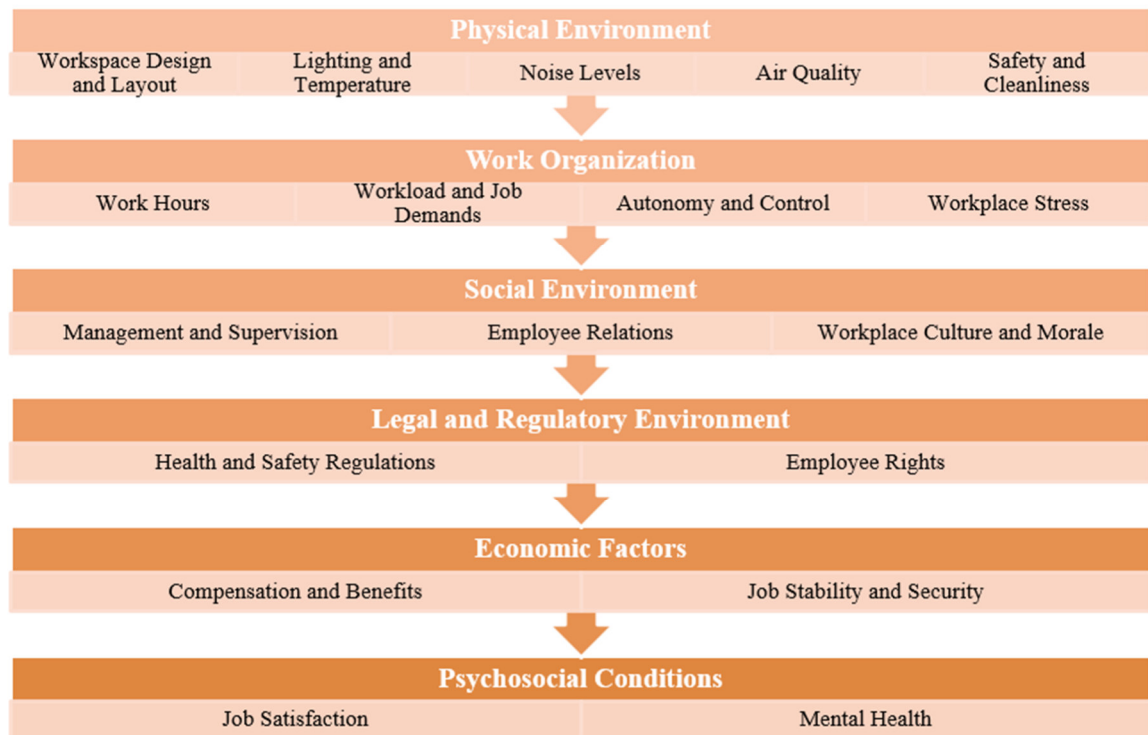 Physical Environment
Workspace Design
and Layout
Lighting and
Temperature
Noise Levels
Air Quality
Safety and
Cleanliness
Work Organization
Work Hours
Workload and Job
Demands
Autonomy and Control
Workplace Stress
Social Environment
Management and Supervision
Employee Relations
Workplace Culture and Morale
Legal and Regulatory Environment
Health and Safety Regulations
Employee Rights
Economic Factors
Compensation and Benefits
Job Stability and Security
Psychosocial Conditions
Job Satisfaction
Mental Health